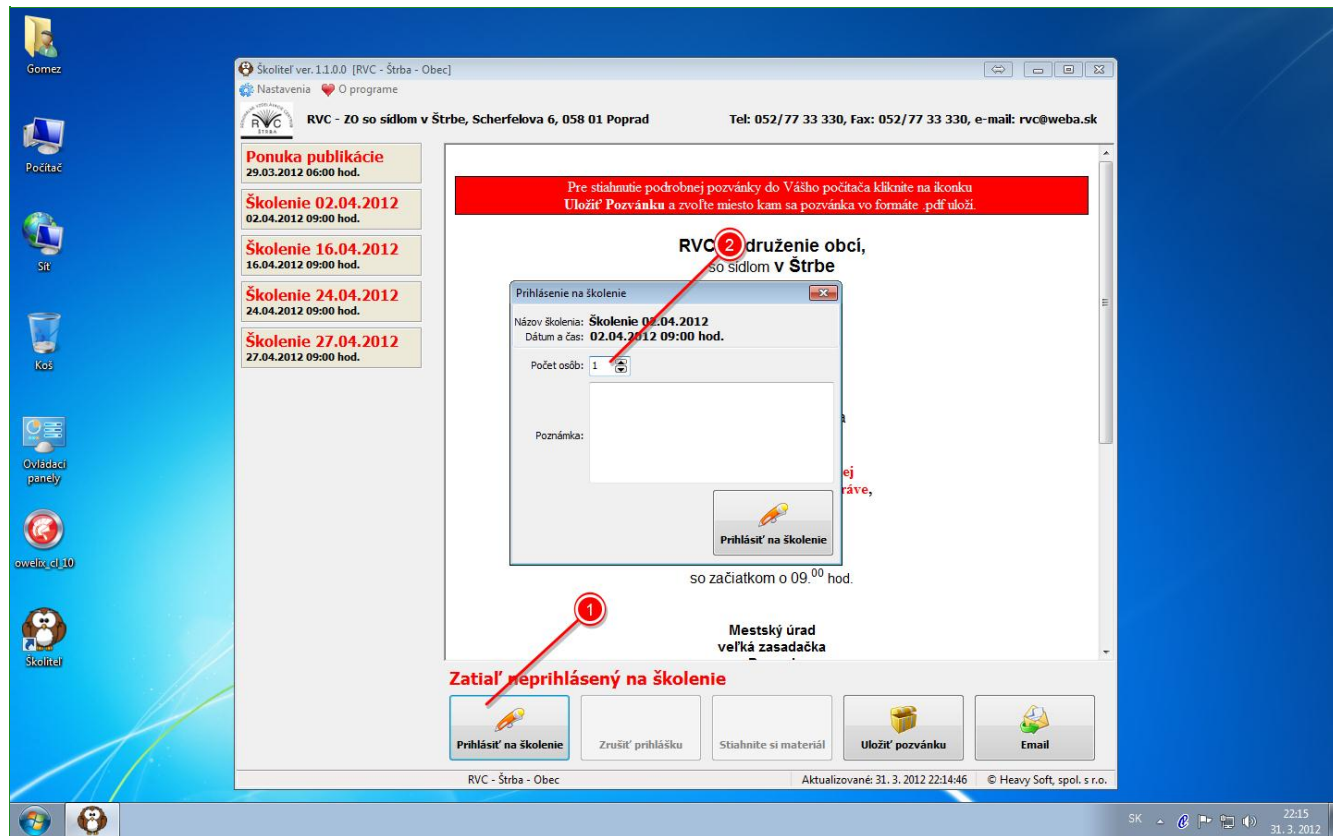 Gomez
Počítač
Síť
Koš
Ovládací
panely
owelix_cl_10
Školiteľ
Školiteľ ver. 1.1.0.0 [RVC - Štrba - Obec]
Nastavenia O programe
RVC
ŠTRBA
RVC - ZO so sídlom v Štrbe, Scherfelova 6, 058 01 Poprad Tel: 052/77 33 330, Fax: 052/77 33 330, e-mail: rvc@weba.sk
Ponuka publikácie
29.03.2012 06:00 hod.
Školenie 02.04.2012
02.04.2012 09:00 hod.
Školenie 16.04.2012
16.04.2012 09:00 hod.
Školenie 24.04.2012
24.04.2012 09:00 hod.
Školenie 27.04.2012
27.04.2012 09:00 hod.
Pre stiahnutie podrobnej pozvánky do Vášho počítača kliknite na ikonku
Uložiť Pozvánku a zvoľte miesto kam sa pozvánka vo formáte .pdf uloží.
RVC 2 druženie obcí,
so sídlom v Štrbe
Prihlásenie na školenie
Názov školenia: Školenie 02.04.2012
Dátum a čas: 02.04.2012 09:00 hod.
Počet osôb: 1
Poznámka:
ej
ráve,
Prihlásiť na školenie
so začiatkom o 09.00 hod.
1
Mestský úrad
veľká zasadačka
Zatiaľ neprihlásený na školenie
Prihlásiť na školenie
Zrušiť prihlášku
Stiahnite si materiál
Uložiť pozvánku
Email
RVC - Štrba - Obec Aktualizované: 31. 3. 2012 22:14:46 © Heavy Soft, spol. s r.o.
SK 22:15
31. 3. 2012